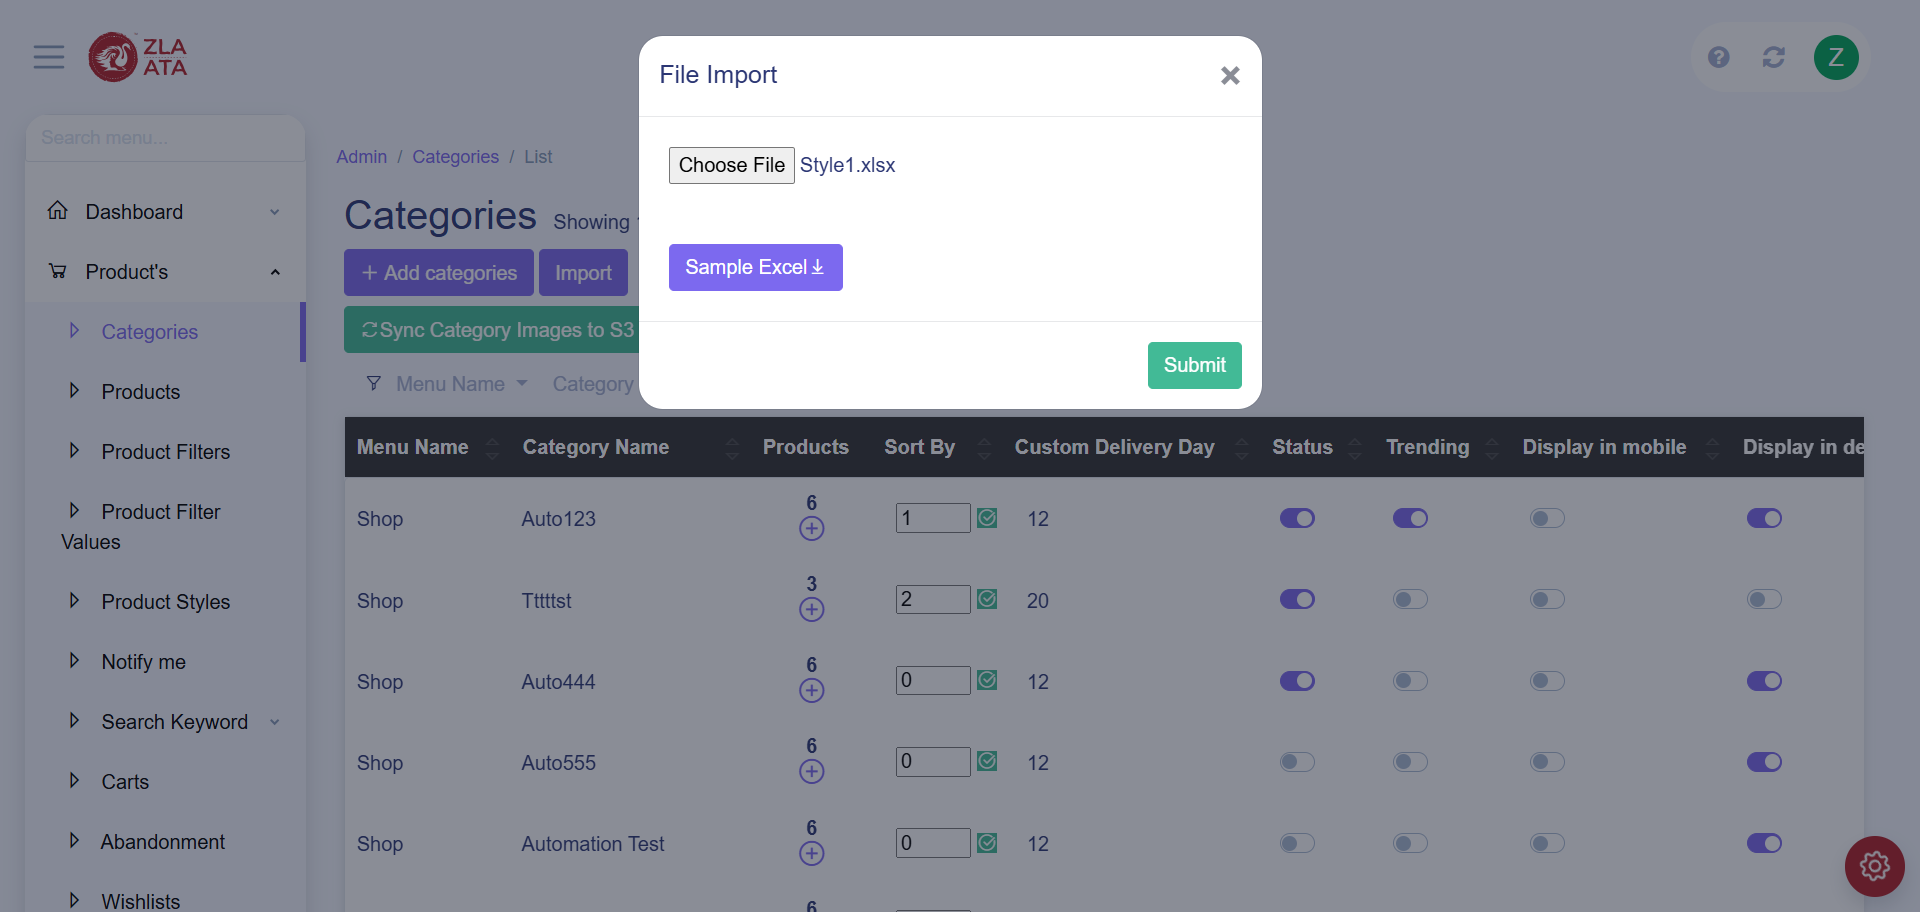 ZLA
ATA
Z
File Import
×
Choose File Style1.xlsx
Sample Excel
Submit
Search menu...
Dashboard
Product's
Categories
Products
Product Filters
Product Filter
Values
Product Styles
Notify me
Search Keyword
Carts
Abandonment
Wishlists
Admin / Categories / List
Categories Showing
+ Add categories Import
Sync Category Images to S3
Menu Name Category
Menu Name Category Name Products Sort By Custom Delivery Day Status Trending Display in mobile Display in de
Shop Auto123 6 1 12
Shop Tttttst 3 2 20
Shop Auto444 6 0 12
Shop Auto555 6 0 12
Shop Automation Test 6 0 12
6